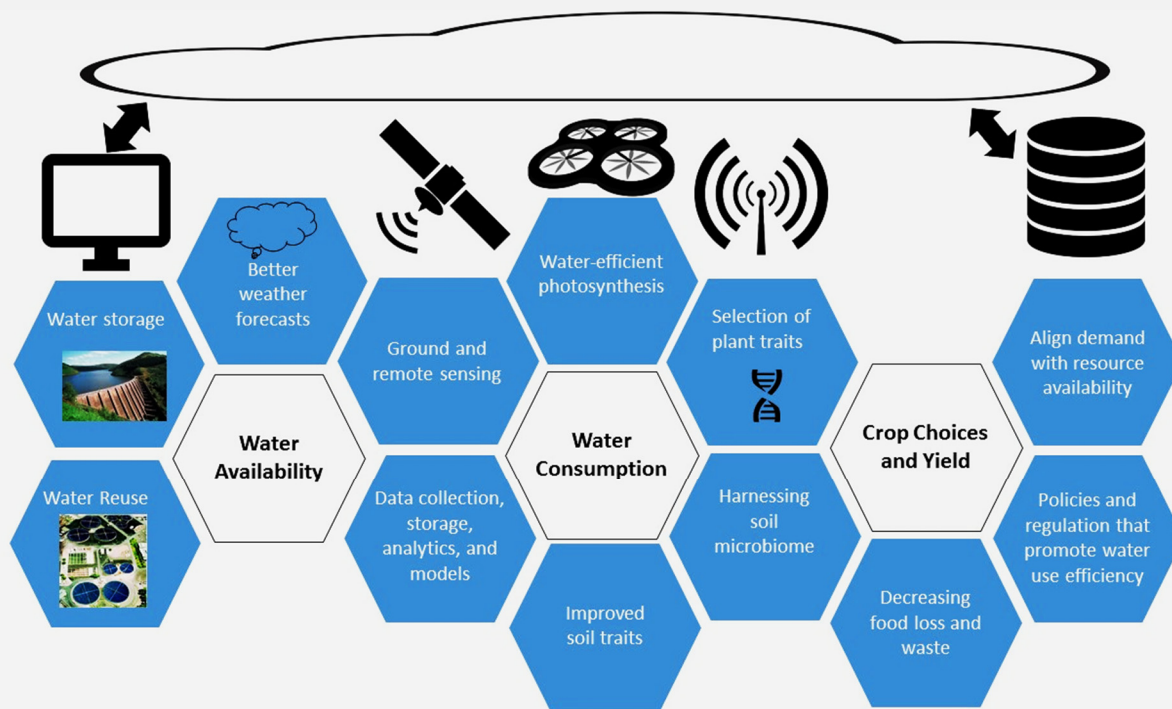 Water storage
Better
weather
forecasts
Ground and
remote sensing
Water-efficient
photosynthesis
Selection of
plant traits
Align demand
with resource
availability
Water
Availability
Water
Consumption
Crop Choices
and Yield
Water Reuse
Data collection,
storage,
analytics, and
models
Improved
soil traits
Harnessing
soil
microbiome
Decreasing
food loss and
waste
Policies and
regulation that
promote water
use efficiency